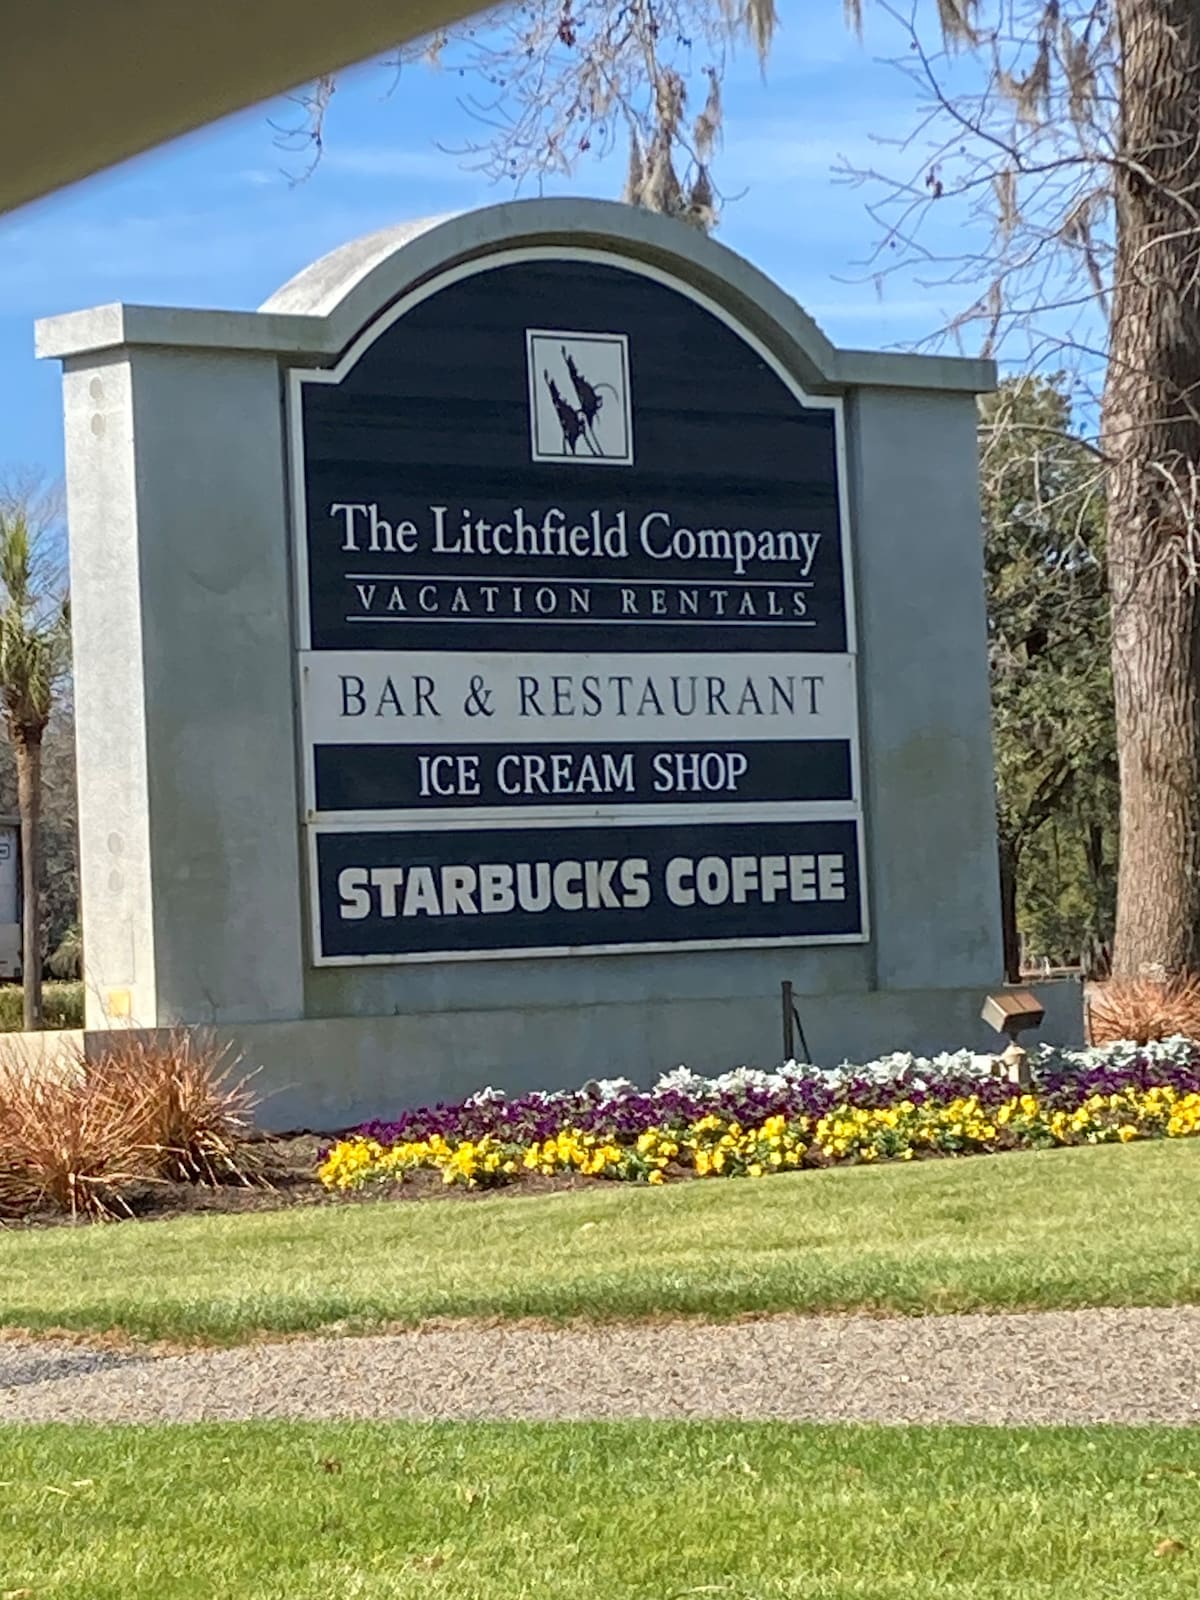 The Litchfield Company
VACATION RENTALS
BAR & RESTAURANT
ICE CREAM SHOP
STARBUCKS COFFEE